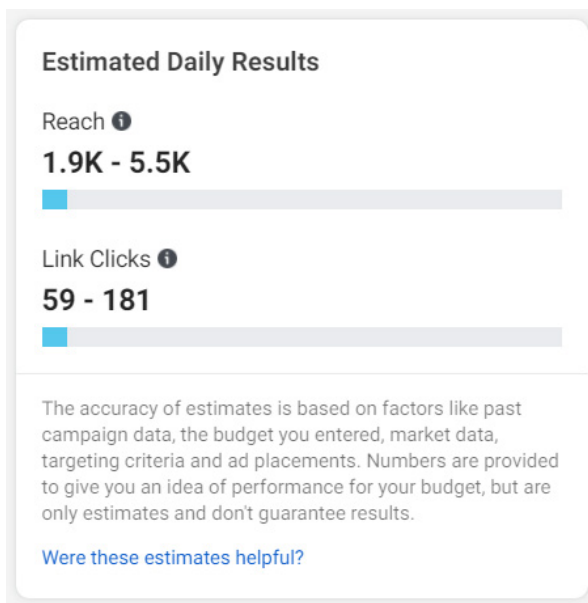 Estimated Daily Results
Reach
1.9K - 5.5K
Link Clicks
59 - 181
The accuracy of estimates is based on factors like past
campaign data, the budget you entered, market data,
targeting criteria and ad placements. Numbers are provided
to give you an idea of performance for your budget, but are
only estimates and don't guarantee results.
Were these estimates helpful?